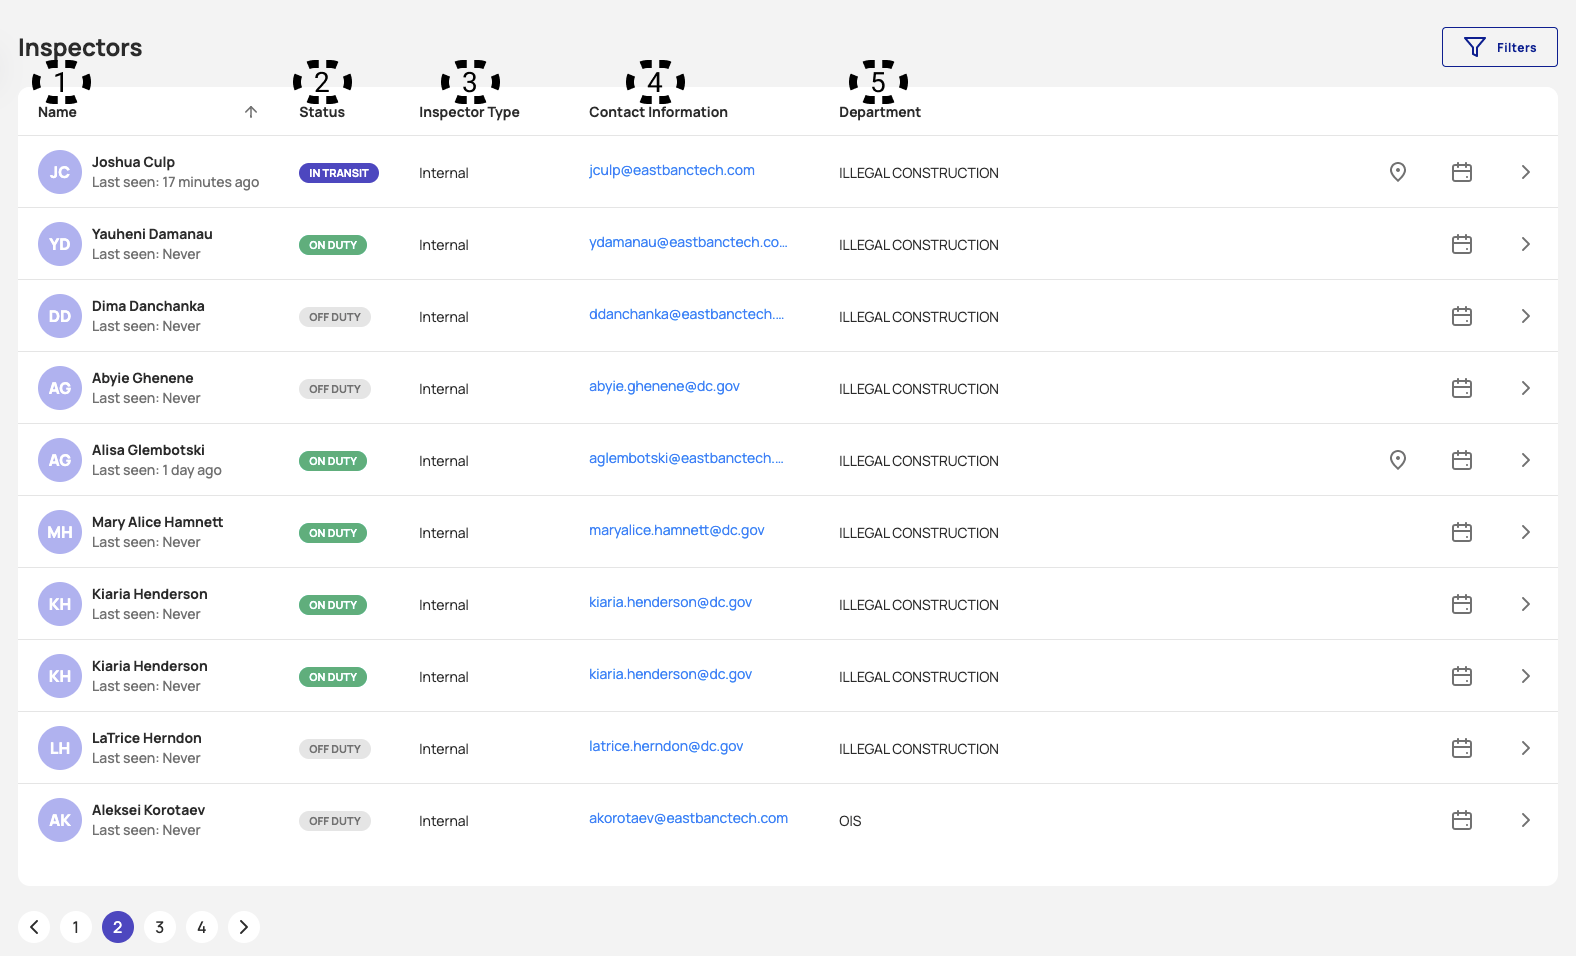 Inspectors
Filters
1 2 3 4 5
Name Status Inspector Type Contact Information Department
JC Joshua Culp
Last seen: 17 minutes ago
IN TRANSIT Internal jculp@eastbanctech.com ILLEGAL CONSTRUCTION
YD Yauheni Damanau
Last seen: Never
ON DUTY Internal ydamanau@eastbanctech.co... ILLEGAL CONSTRUCTION
DD Dima Danchanka
Last seen: Never
OFF DUTY Internal ddanchanka@eastbanctech.... ILLEGAL CONSTRUCTION
AG Abyie Ghenene
Last seen: Never
OFF DUTY Internal abyie.ghenene@dc.gov ILLEGAL CONSTRUCTION
AG Alisa Glembotski
Last seen: 1 day ago
ON DUTY Internal aglembotski@eastbanctech.... ILLEGAL CONSTRUCTION
MH Mary Alice Hamnett
Last seen: Never
ON DUTY Internal maryalice.hamnett@dc.gov ILLEGAL CONSTRUCTION
KH Kiaria Henderson
Last seen: Never
ON DUTY Internal kiaria.henderson@dc.gov ILLEGAL CONSTRUCTION
KH Kiaria Henderson
Last seen: Never
ON DUTY Internal kiaria.henderson@dc.gov ILLEGAL CONSTRUCTION
LH LaTrice Herndon
Last seen: Never
OFF DUTY Internal latrice.herndon@dc.gov ILLEGAL CONSTRUCTION
AK Aleksei Korotaev
Last seen: Never
OFF DUTY Internal akorotaev@eastbanctech.com OIS
1 2 3 4